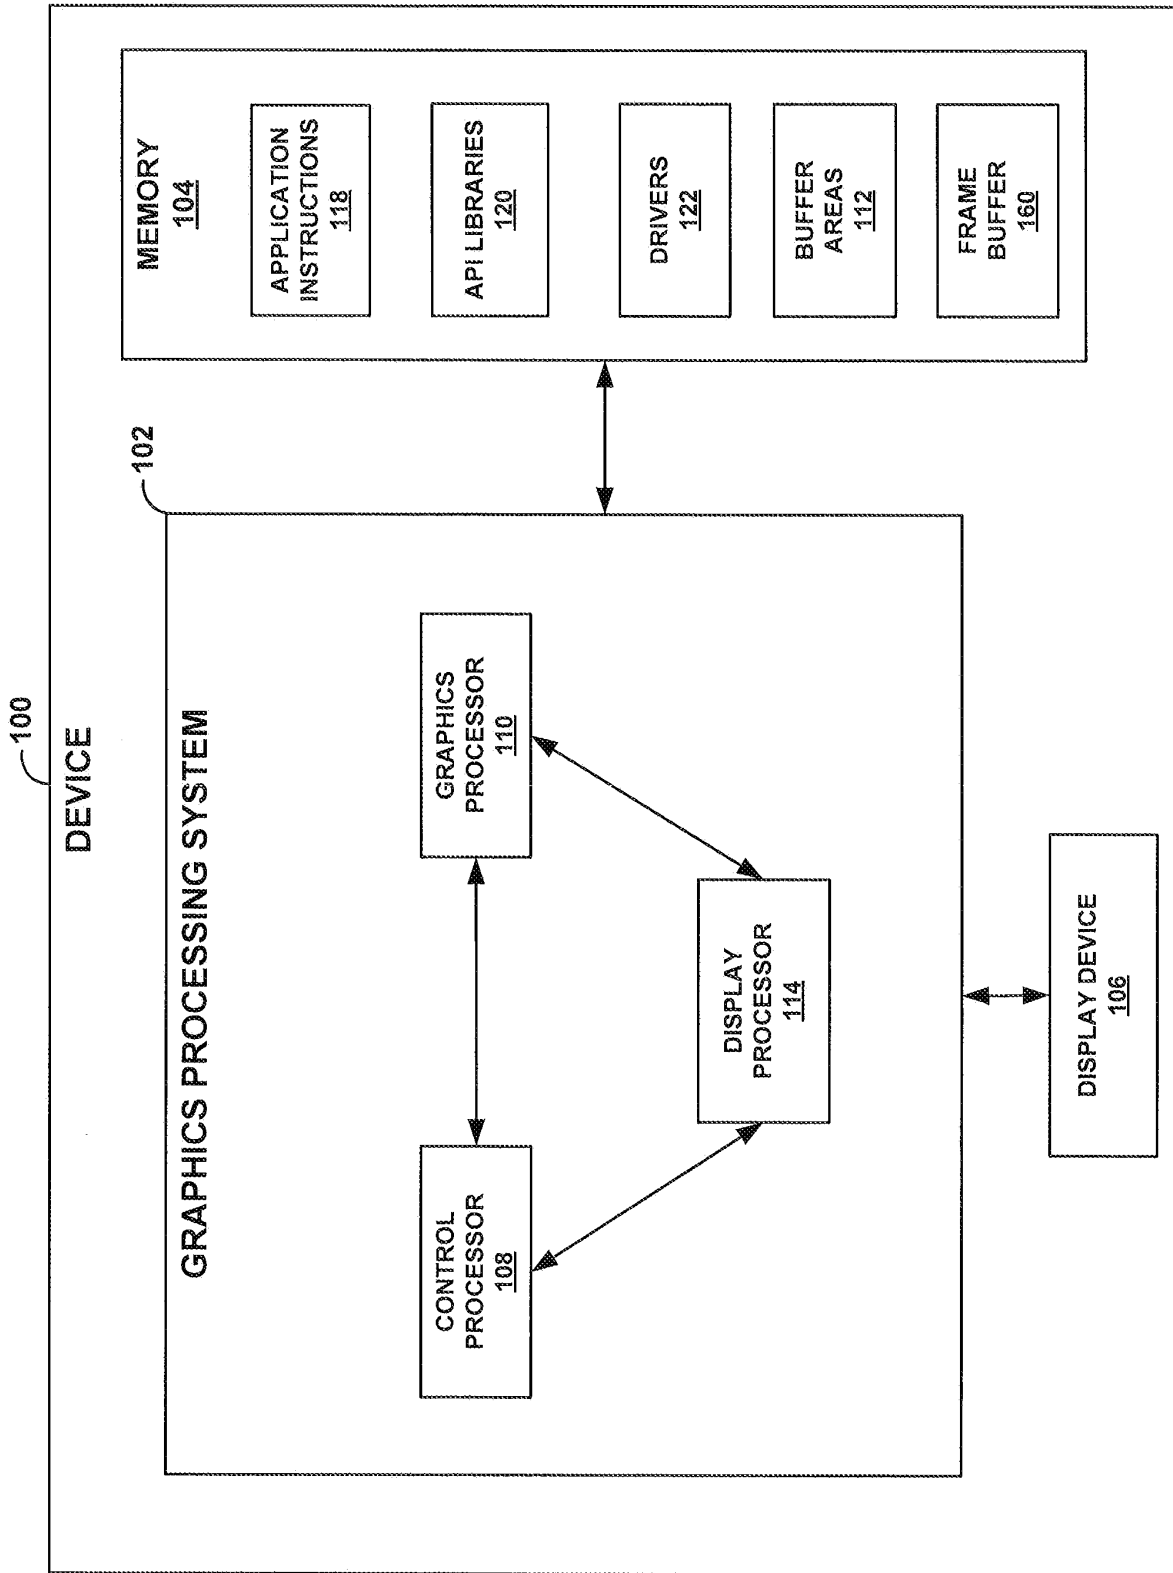 100
DEVICE
102
GRAPHICS PROCESSING SYSTEM
CONTROL
PROCESSOR
108
GRAPHICS
PROCESSOR
110
DISPLAY
PROCESSOR
114
DISPLAY DEVICE
106
MEMORY
104
APPLICATION
INSTRUCTIONS
118
API LIBRARIES
120
DRIVERS
122
BUFFER
AREAS
112
FRAME
BUFFER
160